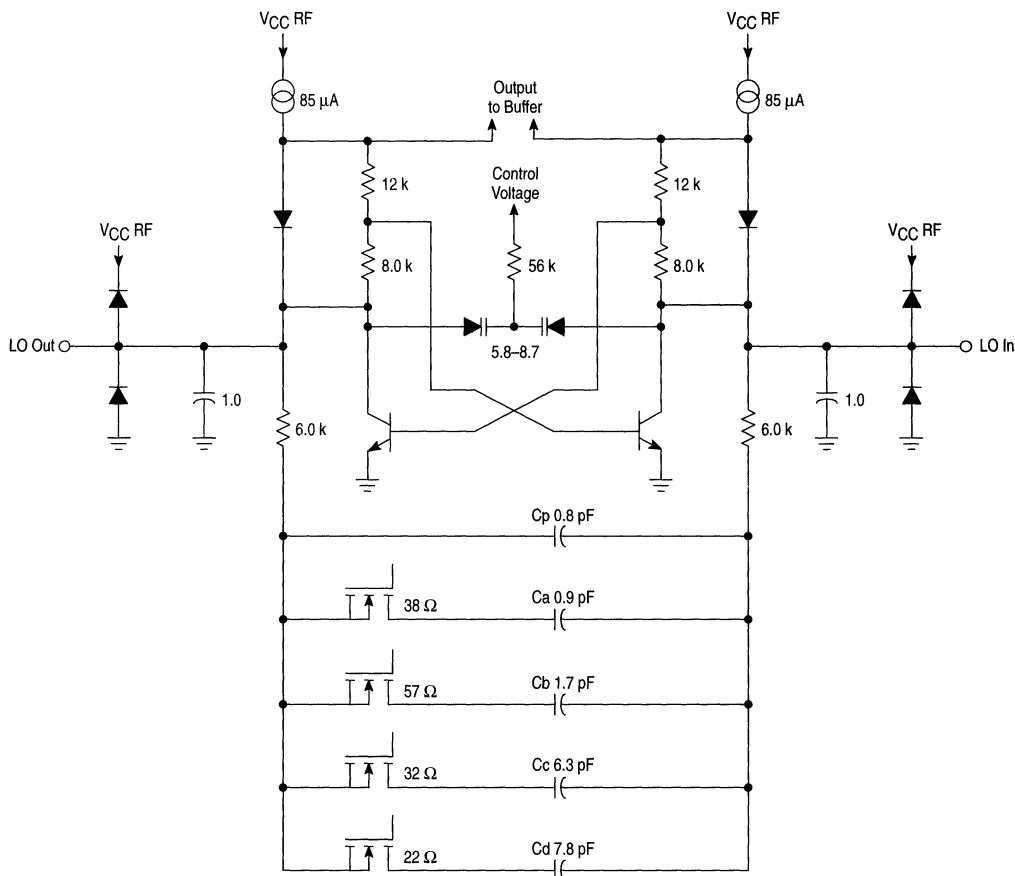 VCC RF
VCC RF
85 μA
Output
to Buffer
85 μA
12 k
Control
Voltage
12 k
VCC RF
VCC RF
8.0 k
56 k
8.0 k
LO Out
5.8–8.7
LO In
1.0
1.0
6.0 k
6.0 k
Cp 0.8 pF
38 Ω
Ca 0.9 pF
57 Ω
Cb 1.7 pF
32 Ω
Cc 6.3 pF
22 Ω
Cd 7.8 pF